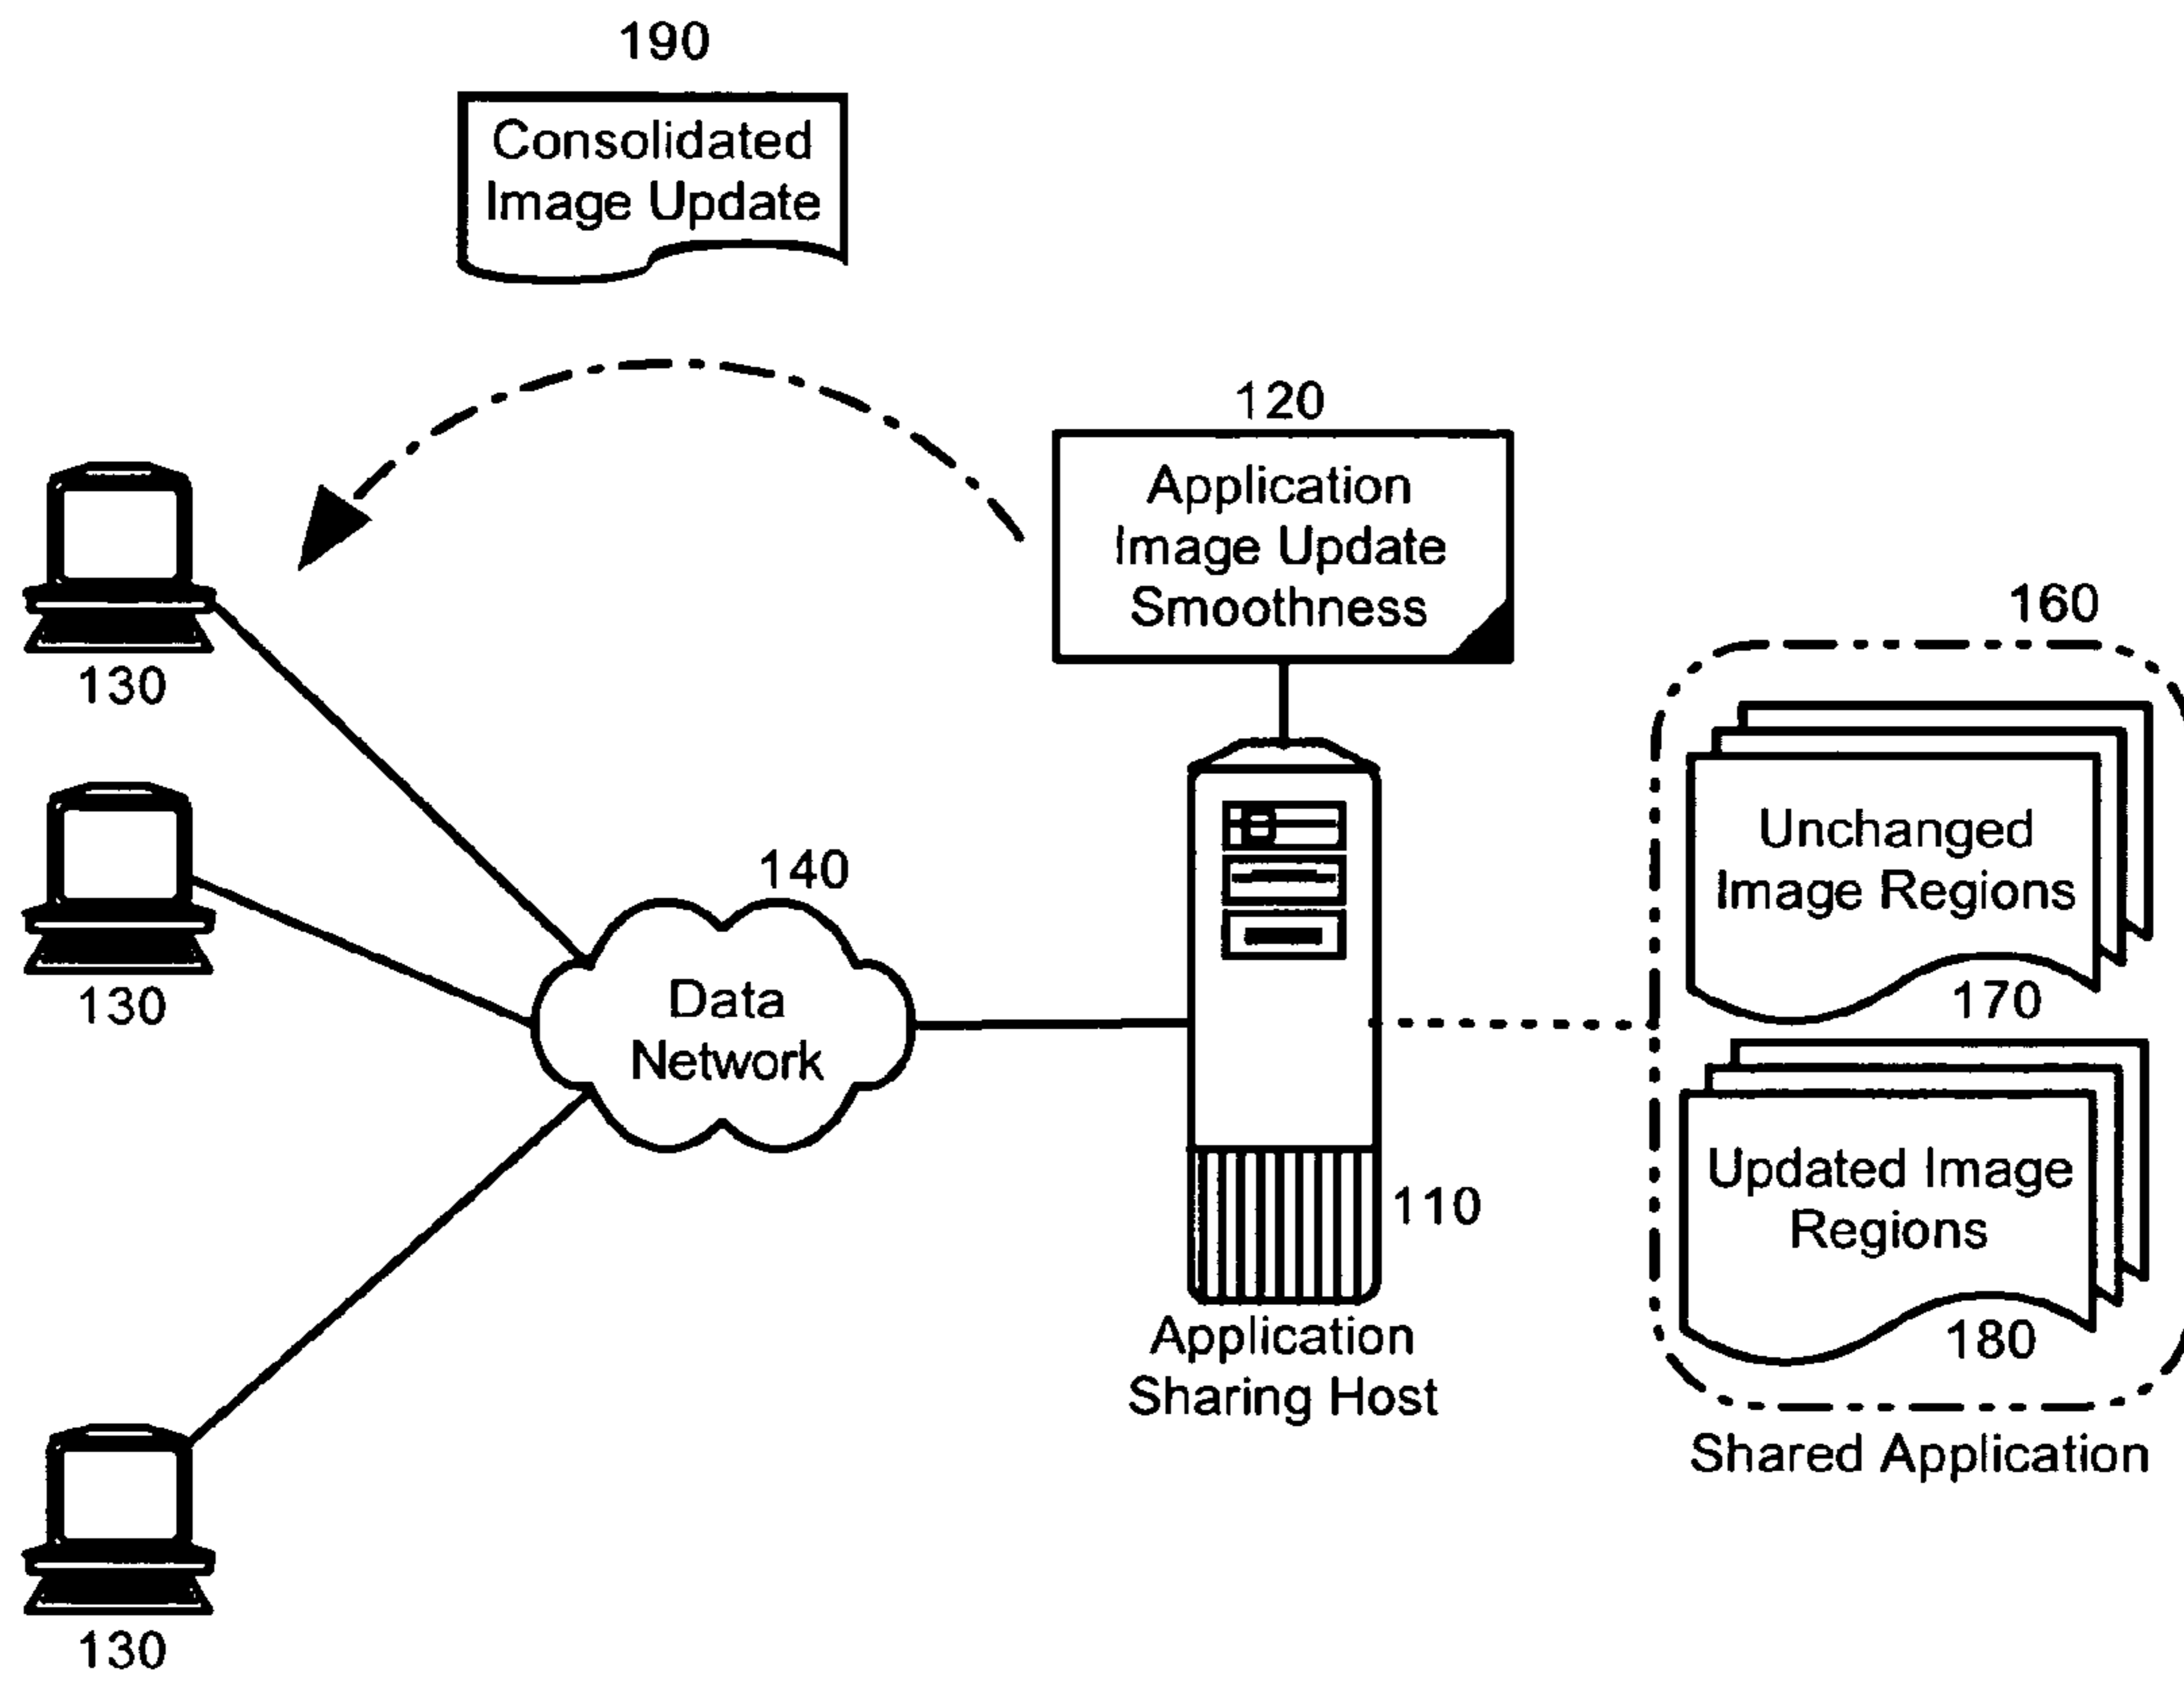 190
Consolidated
Image Update
120
Application
Image Update
Smoothness
160
130
Unchanged
Image Regions
170
130
140
Data
Network
Updated Image
Regions
180
110
Application
Sharing Host
Shared Application
130